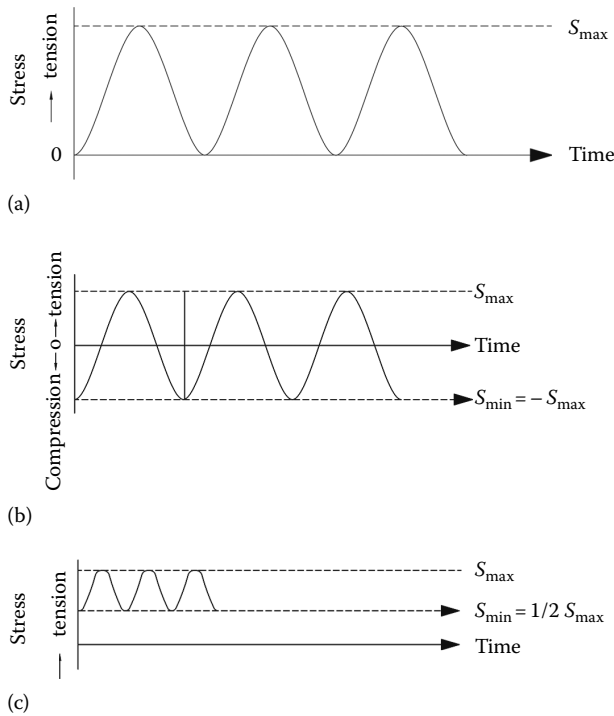 S_max
Stress
tension
0
Time
(a)
S_max
Stress
Compression o tension
Time
S_min = – S_max
(b)
S_max
Stress
tension
S_min = 1/2 S_max
Time
(c)